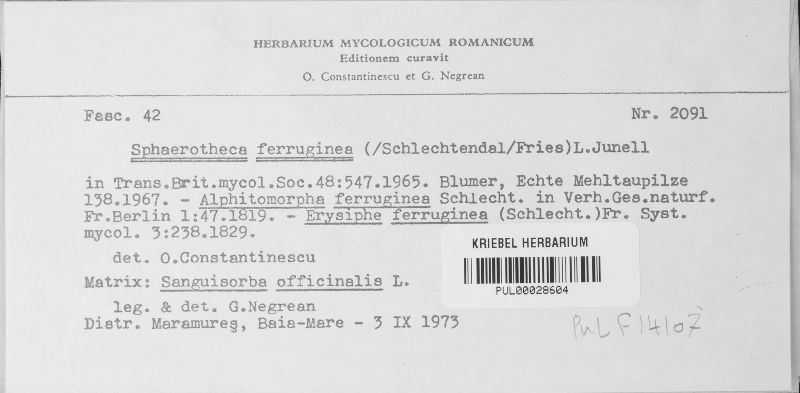 HERBARIUM MYCOLOGICUM ROMANICUM
Editionem curavit
O. Constantinescu et G. Negrean
Fasc. 42 Nr. 2091
Sphaerotheca ferruginea (/Schlechtendal/Fries)L.Junell
in Trans.Brit.mycol.Soc.48:547.1965. Blumer, Echte Mehltaupilze
138.1967. - Alphitomorpha ferruginea Schlecht. in Verh.Ges.naturf.
Fr.Berlin 1:47.1819. - Erysiphe ferruginea (Schlecht.)Fr. Syst.
mycol. 3:238.1829.
det. O.Constantinescu
Matrix: Sanguisorba officinalis L.
leg. & det. G.Negrean
Distr. Maramureş, Baia-Mare - 3 IX 1973
KRIEBEL HERBARIUM
PUL00028604
PUL F14107